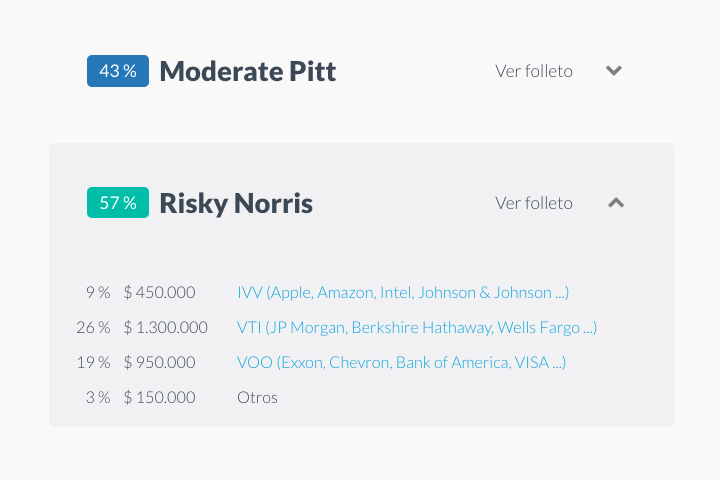 43 % Moderate Pitt Ver folleto
57 % Risky Norris Ver folleto
9 % $ 450.000 IVV (Apple, Amazon, Intel, Johnson & Johnson ...)
26 % $ 1.300.000 VTI (JP Morgan, Berkshire Hathaway, Wells Fargo ...)
19 % $ 950.000 VOO (Exxon, Chevron, Bank of America, VISA ...)
3 % $ 150.000 Otros